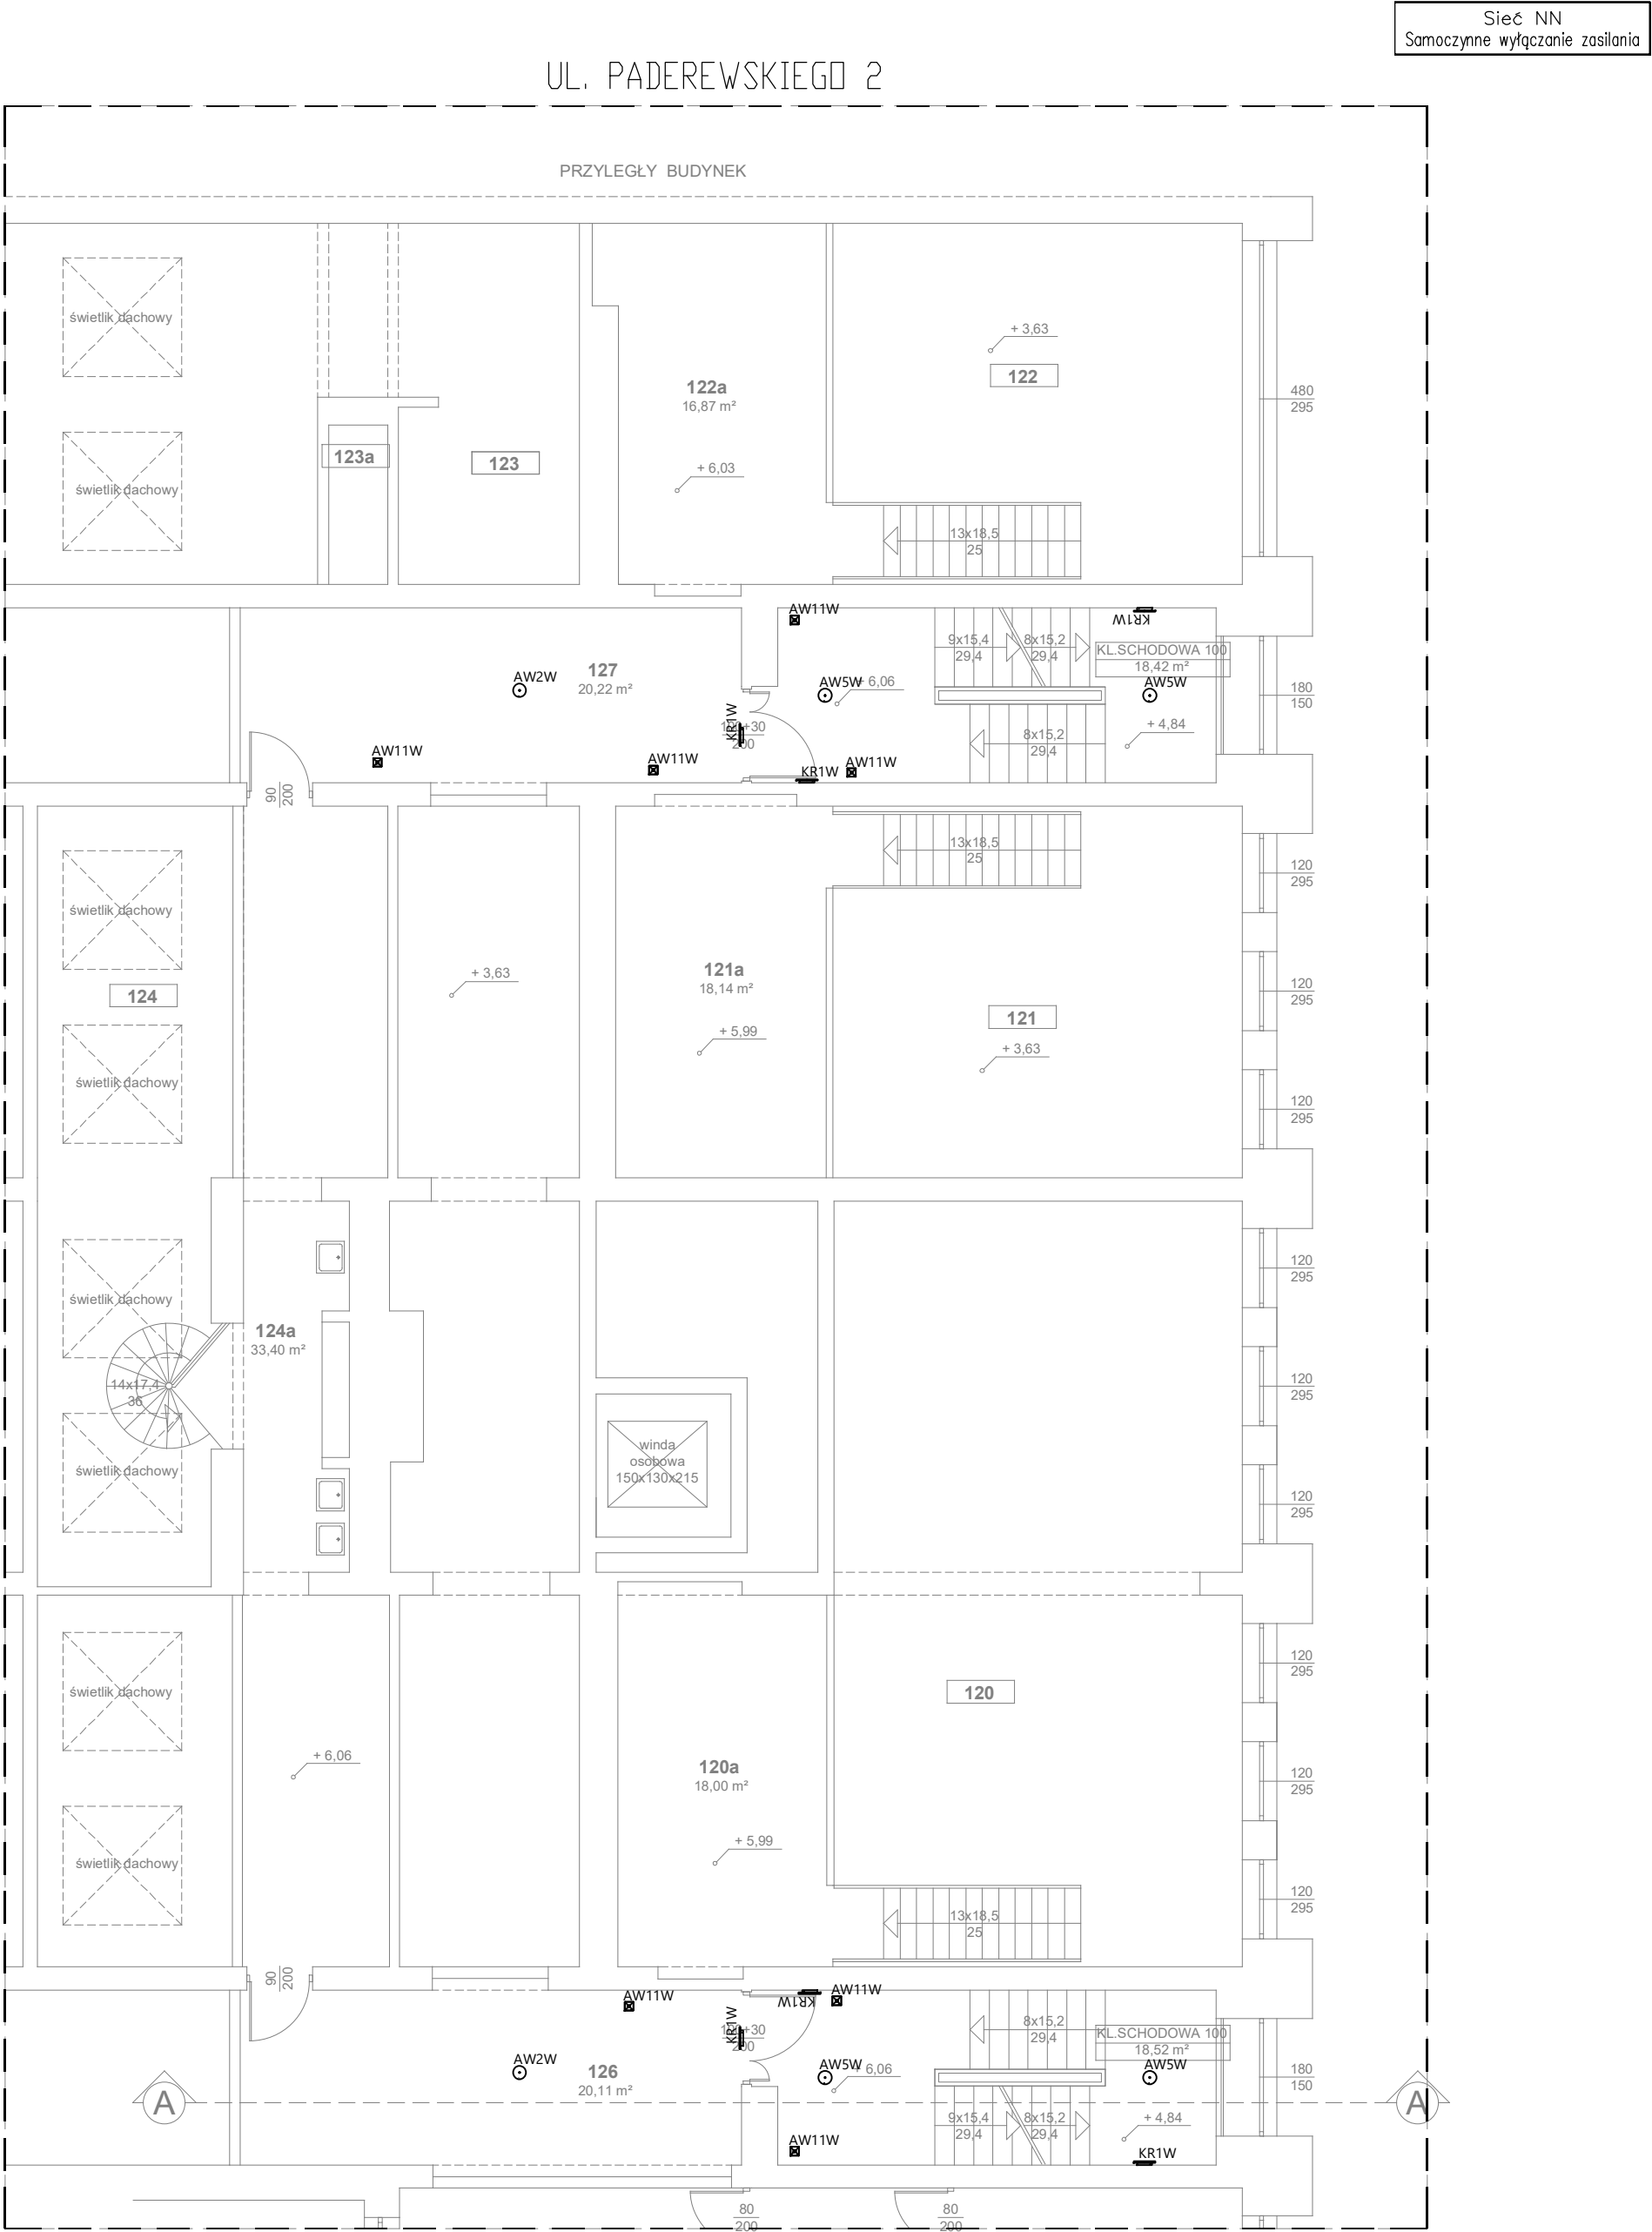 Sieć NN
Samoczynne wyłączanie zasilania
UL. PADEREWSKIEGO 2
PRZYLEGŁY BUDYNEK
świetlik dachowy
+ 3,63
122
122a
16,87 m²
480
295
123a
123
+ 6,03
świetlik dachowy
13x18,5
25
AW11W
KR1W
9x15,4
29,4
8x15,2
29,4
KL.SCHODOWA 100
18,42 m²
127
20,22 m²
AW2W
AW5W
+ 6,06
AW5W
180
150
KR1W
100+30
200
+ 4,84
8x15,2
29,4
AW11W
AW11W
KR1W
AW11W
90
200
13x18,5
25
120
295
świetlik dachowy
121a
18,14 m²
+ 3,63
124
120
295
121
+ 5,99
+ 3,63
świetlik dachowy
120
295
120
295
świetlik dachowy
124a
33,40 m²
14x17,4
36
120
295
winda
osobowa
150x130x215
świetlik dachowy
120
295
120
295
świetlik dachowy
120
+ 6,06
120a
18,00 m²
120
295
+ 5,99
świetlik dachowy
120
295
13x18,5
25
90
200
AW11W
KR1W
AW11W
KR1W
100+30
200
8x15,2
29,4
KL.SCHODOWA 100
18,52 m²
AW2W
126
20,11 m²
AW5W
+ 6,06
AW5W
180
150
A
A
9x15,4
29,4
8x15,2
29,4
+ 4,84
AW11W
KR1W
80
200
80
200